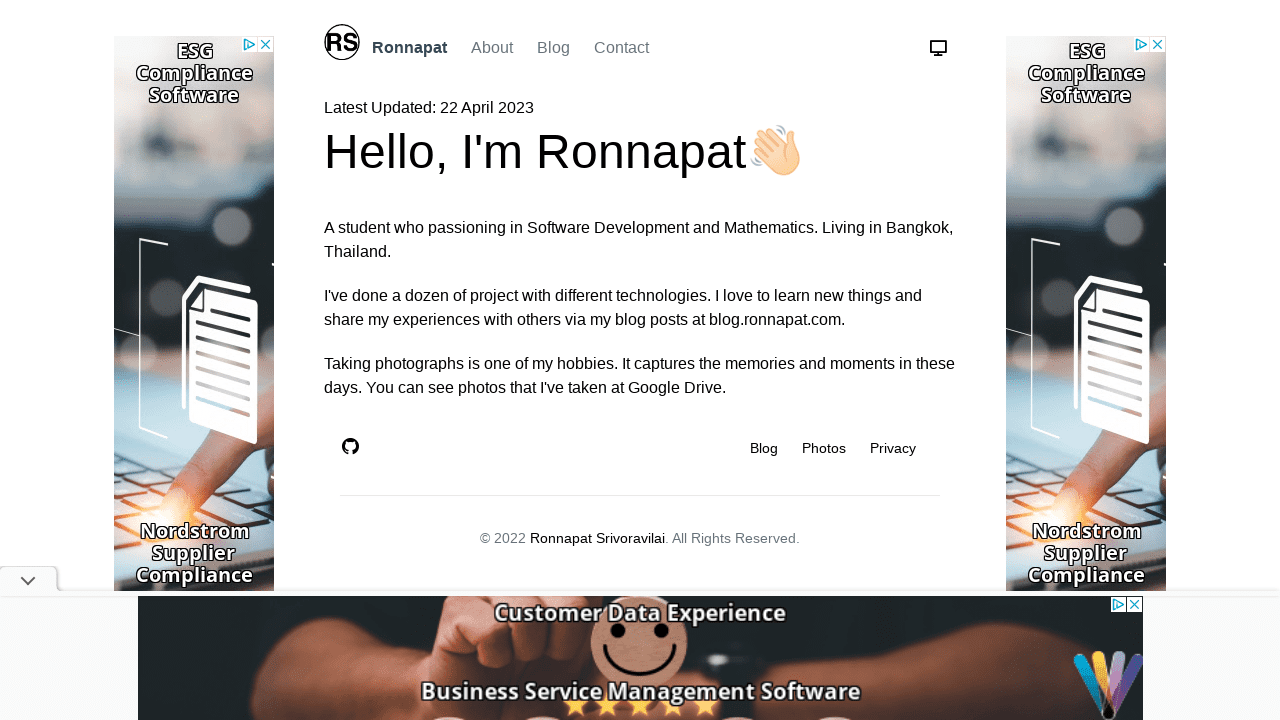 RS
Ronnapat
About
Blog
Contact
ESG
Compliance
Software
Nordstrom
Supplier
Compliance
Latest Updated: 22 April 2023
Hello, I'm Ronnapat👋🏻
A student who passioning in Software Development and Mathematics. Living in Bangkok,
Thailand.
I've done a dozen of project with different technologies. I love to learn new things and
share my experiences with others via my blog posts at blog.ronnapat.com.
Taking photographs is one of my hobbies. It captures the memories and moments in these
days. You can see photos that I've taken at Google Drive.
Blog
Photos
Privacy
© 2022 Ronnapat Srivoravilai. All Rights Reserved.
ESG
Compliance
Software
Nordstrom
Supplier
Compliance
Customer Data Experience
Business Service Management Software